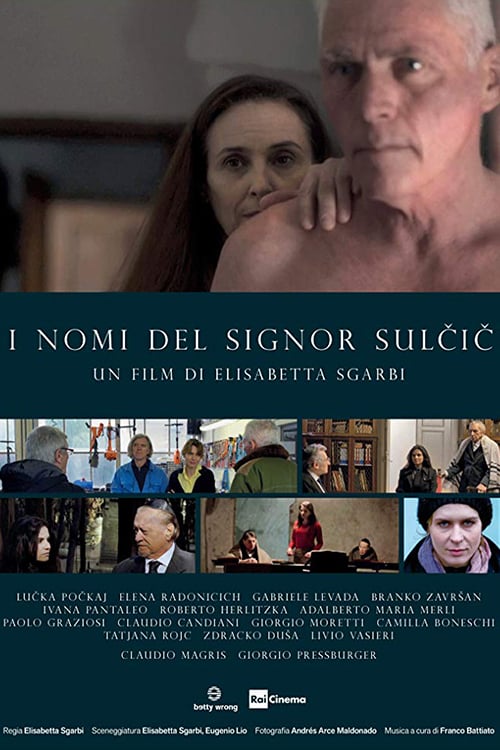 I NOMI DEL SIGNOR SULČIČ
UN FILM DI ELISABETTA SGARBI
LUČKA POČKAJ ELENA RADONICICH GABRIELE LEVADA BRANKO ZAVRŠAN
IVANA PANTALEO ROBERTO HERLITZKA ADALBERTO MARIA MERLI
PAOLO GRAZIOSI CLAUDIO CANDIANI GIORGIO MORETTI CAMILLA BONESCHI
TATJANA ROJC ZDRACKO DUŠA LIVIO VASIERI
CLAUDIO MAGRIS GIORGIO PRESSBURGER
betty wrong Rai Cinema
Regia Elisabetta Sgarbi Sceneggiatura Elisabetta Sgarbi, Eugenio Lio Fotografia Andrés Arce Maldonado Musica a cura di Franco Battiato